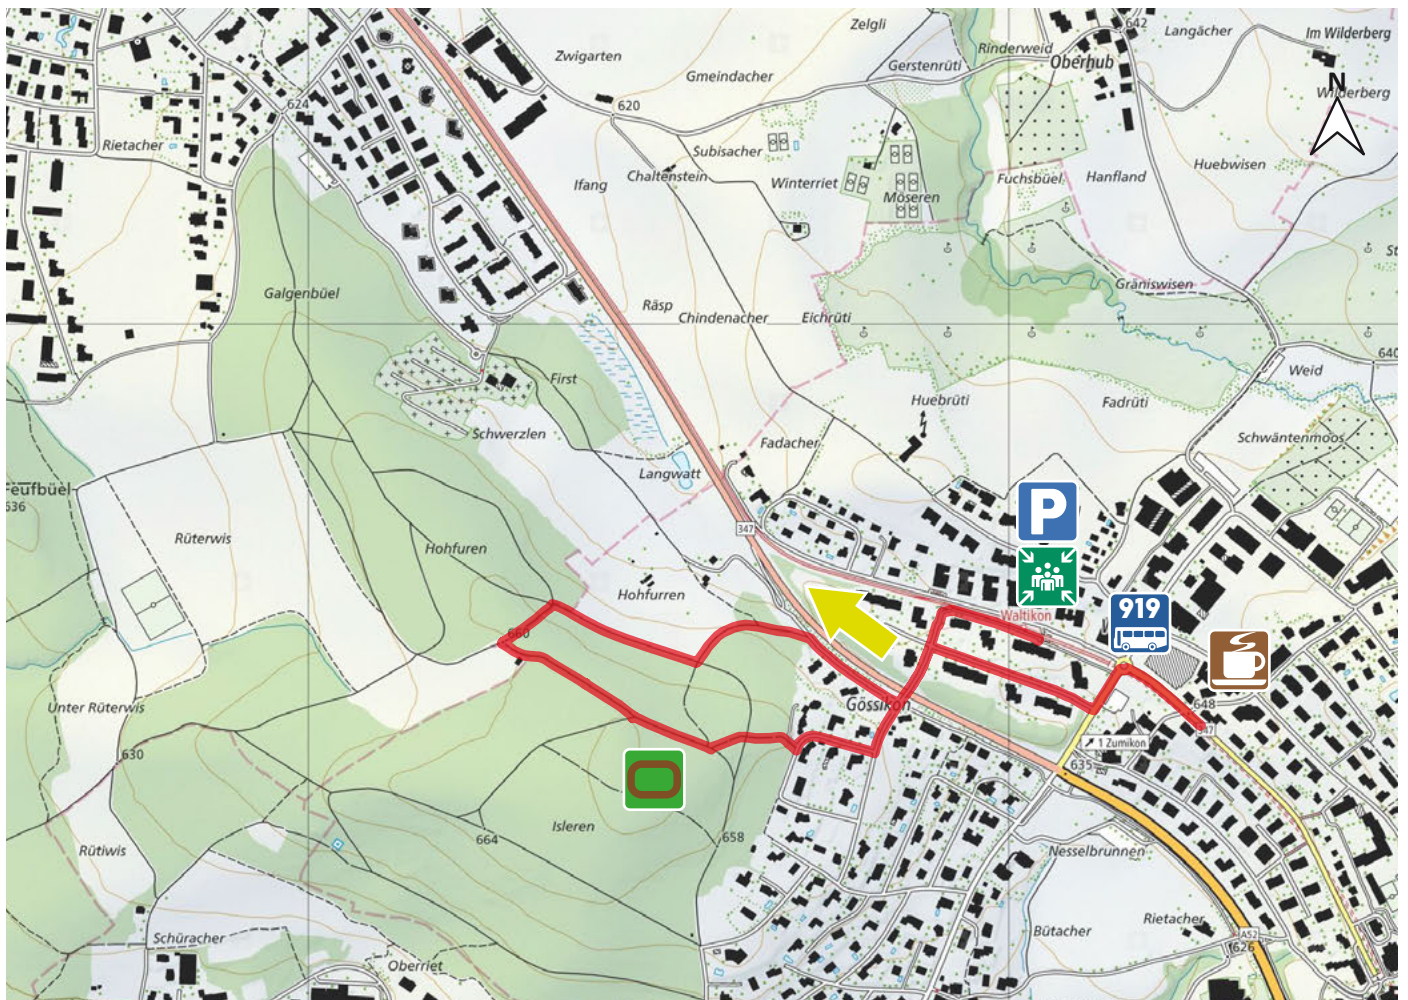 Zelgli
642
Langächer
Im Wilderberg
Rinderweid
Zwigarten
Gerstenrüti
Oberhub
Gmeindacher
N
Wilderberg
624
620
Rietacher
Subisacher
Huebwisen
Chaltenstein
Winterriet
Fuchsbüel
Hanfland
Ifang
Moseren
St
Graniswisen
Galgenbüel
Räsp
Chindenacher
Eichrüti
640
Weid
First
Huebrüti
Fadrüti
Schwerzlen
Fadacher
Schwäntenmoos
Langwatt
eufbüel
636
P
347
Rüterwis
Hohfuren
Hohfurren
919
Waltikon
660
Gössikon
648
347
Unter Rüterwis
1 Zumikon
630
635
Isleren
664
658
Rütiwis
Nesselbrunnen
Rietacher
Bütacher
A52
626
Schüracher
Oberriet